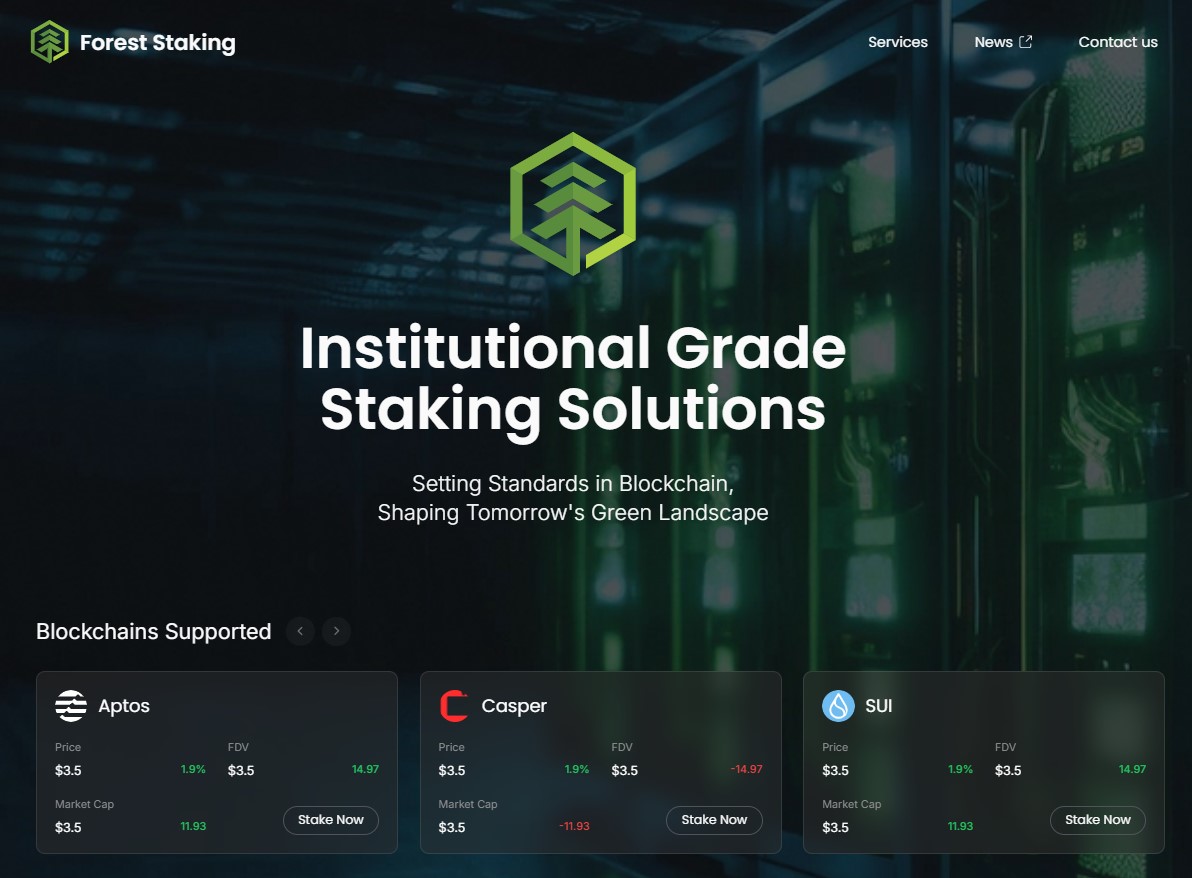 Forest Staking
Services
News
Contact us
Institutional Grade
Staking Solutions
Setting Standards in Blockchain,
Shaping Tomorrow's Green Landscape
Blockchains Supported
Aptos
Price
FDV
$3.5
1.9%
$3.5
14.97
Market Cap
$3.5
11.93
Stake Now
Casper
Price
FDV
$3.5
1.9%
$3.5
-14.97
Market Cap
$3.5
-11.93
Stake Now
SUI
Price
FDV
$3.5
1.9%
$3.5
14.97
Market Cap
$3.5
11.93
Stake Now